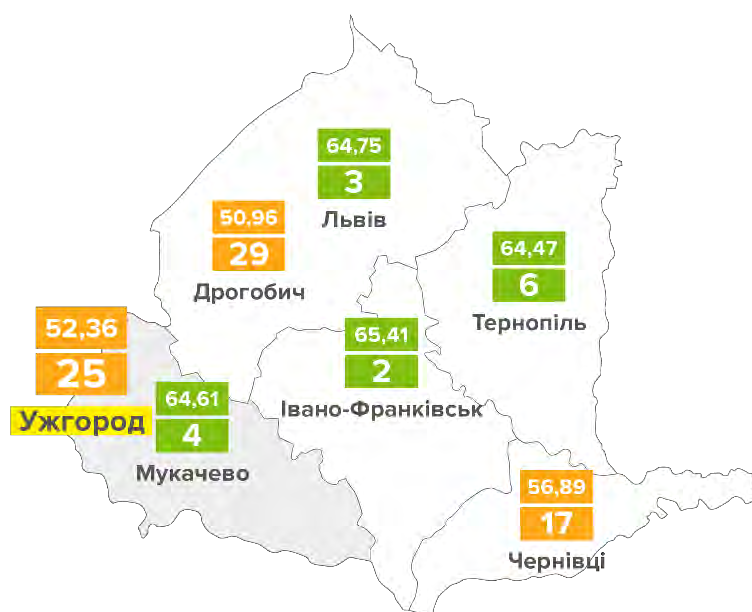 64,75
3
Львів
50,96
29
Дрогобич
64,47
6
Тернопіль
52,36
25
Ужгород
65,41
2
Івано-Франківськ
64,61
4
Мукачево
56,89
17
Чернівці